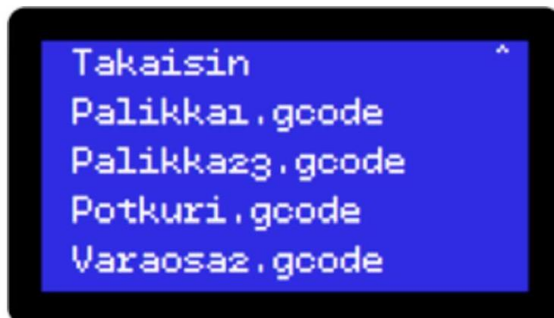 Takaisin ^
Palikka1.gcode
Palikka23.gcode
Potkuri.gcode
Varaosa2.gcode